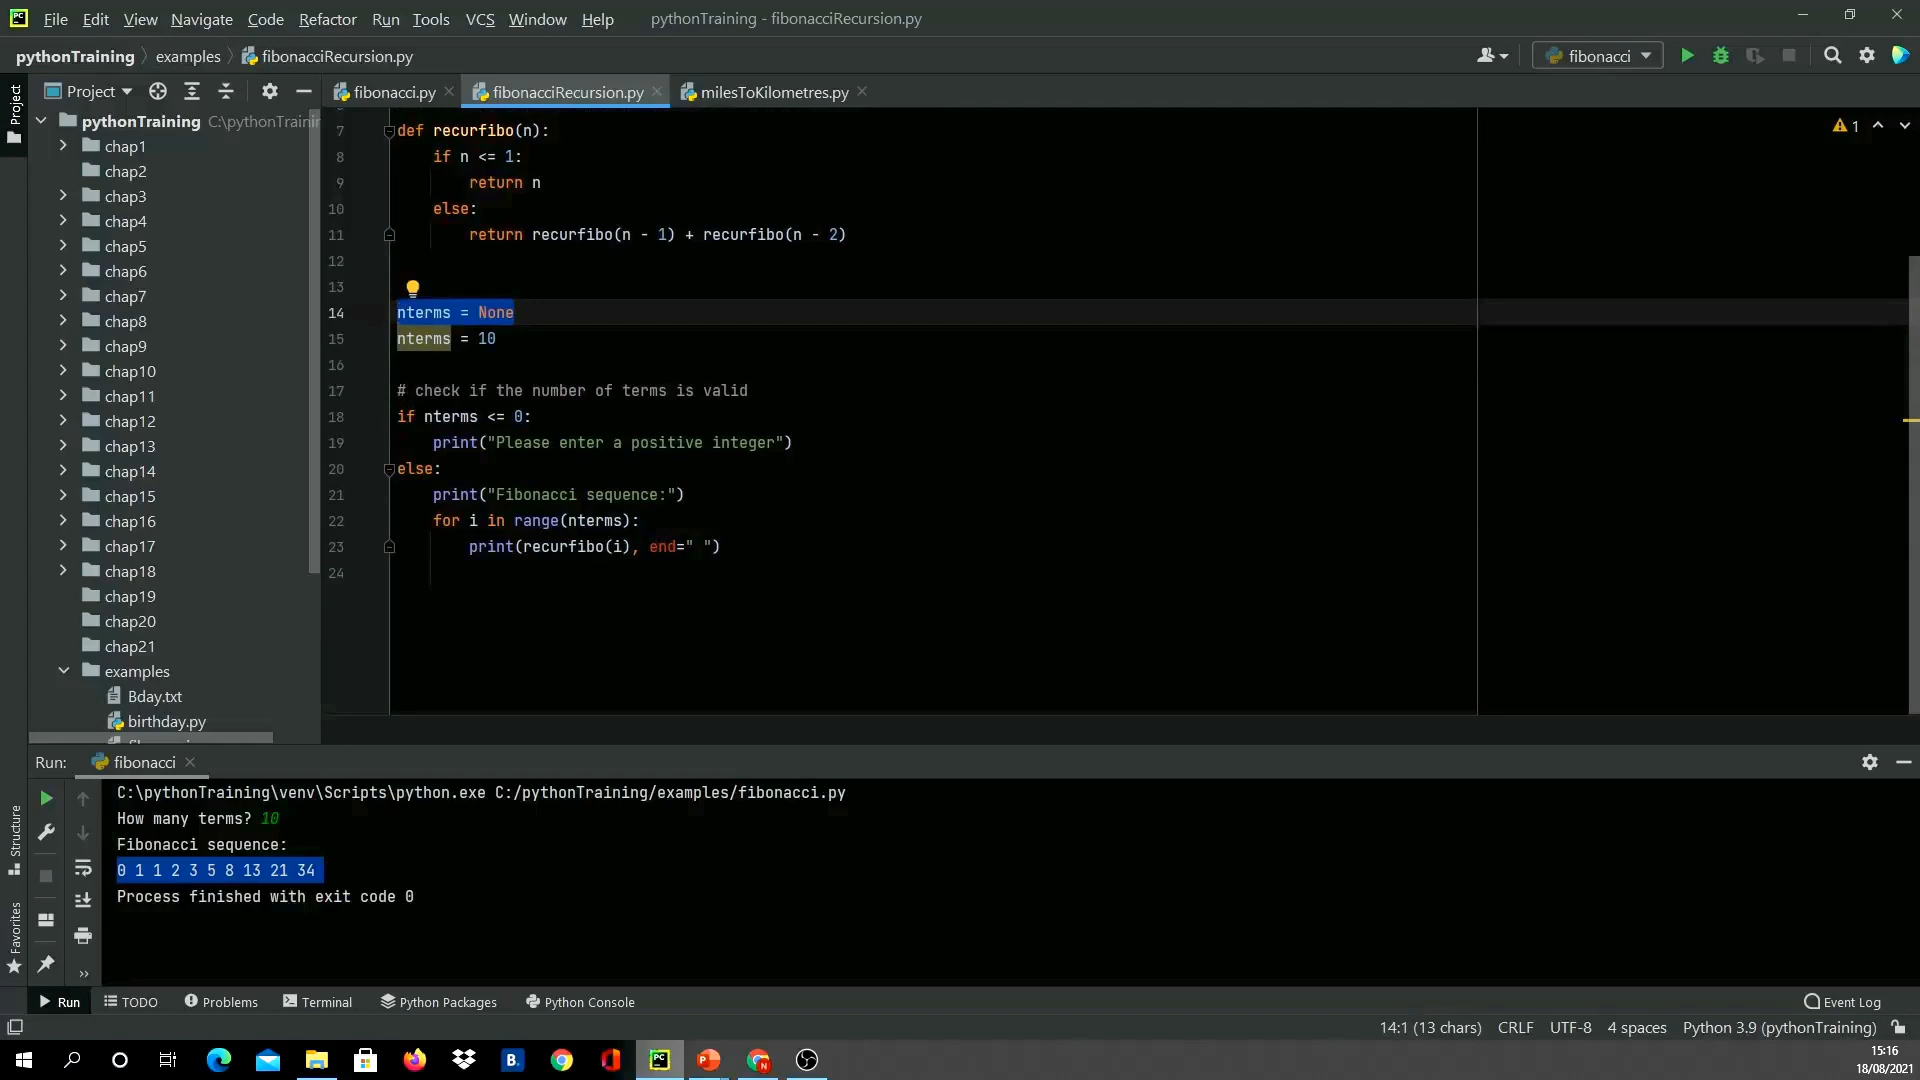 File Edit View Navigate Code Refactor Run Tools VCS Window Help pythonTraining - fibonacciRecursion.py
pythonTraining examples fibonacciRecursion.py fibonacci
Project fibonacci.py fibonacciRecursion.py milesToKilometres.py
Project
pythonTraining C:\pythonTrainin
chap1
chap2
chap3
chap4
chap5
chap6
chap7
chap8
chap9
chap10
chap11
chap12
chap13
chap14
chap15
chap16
chap17
chap18
chap19
chap20
chap21
examples
Bday.txt
birthday.py
7 def recurfibo(n):
8 if n <= 1:
9 return n
10 else:
11 return recurfibo(n - 1) + recurfibo(n - 2)
12
13
14 nterms = None
15 nterms = 10
16
17 # check if the number of terms is valid
18 if nterms <= 0:
19 print("Please enter a positive integer")
20 else:
21 print("Fibonacci sequence:")
22 for i in range(nterms):
23 print(recurfibo(i), end=" ")
24
1
Run: fibonacci
C:\pythonTraining\venv\Scripts\python.exe C:/pythonTraining/examples/fibonacci.py
How many terms? 10
Fibonacci sequence:
0 1 1 2 3 5 8 13 21 34
Process finished with exit code 0
Structure
Favorites
Run TODO Problems Terminal Python Packages Python Console Event Log
14:1 (13 chars) CRLF UTF-8 4 spaces Python 3.9 (pythonTraining)
15:16
18/08/2021